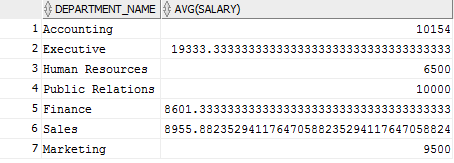 DEPARTMENT_NAME AVG(SALARY)
1 Accounting 10154
2 Executive 19333.3333333333333333333333333333333333
3 Human Resources 6500
4 Public Relations 10000
5 Finance 8601.333333333333333333333333333333333333
6 Sales 8955.882352941176470588235294117647058824
7 Marketing 9500